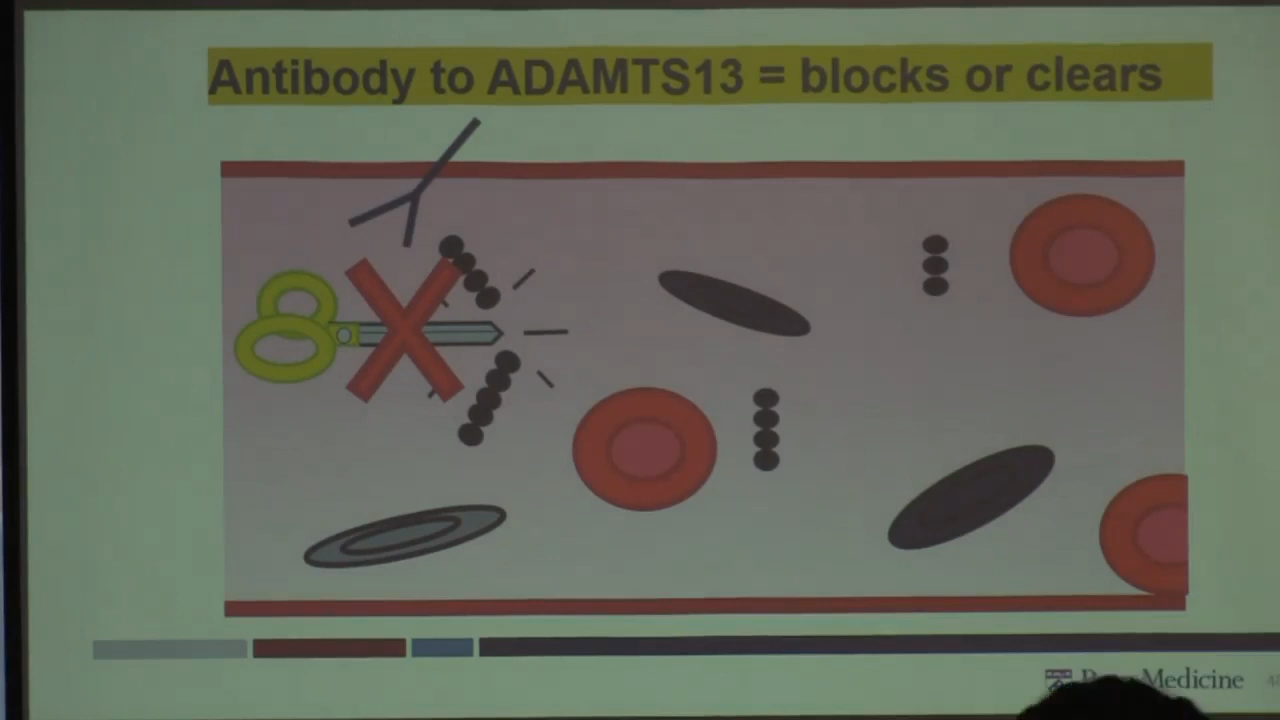 Antibody to ADAMTS13 = blocks or clears
Medicine